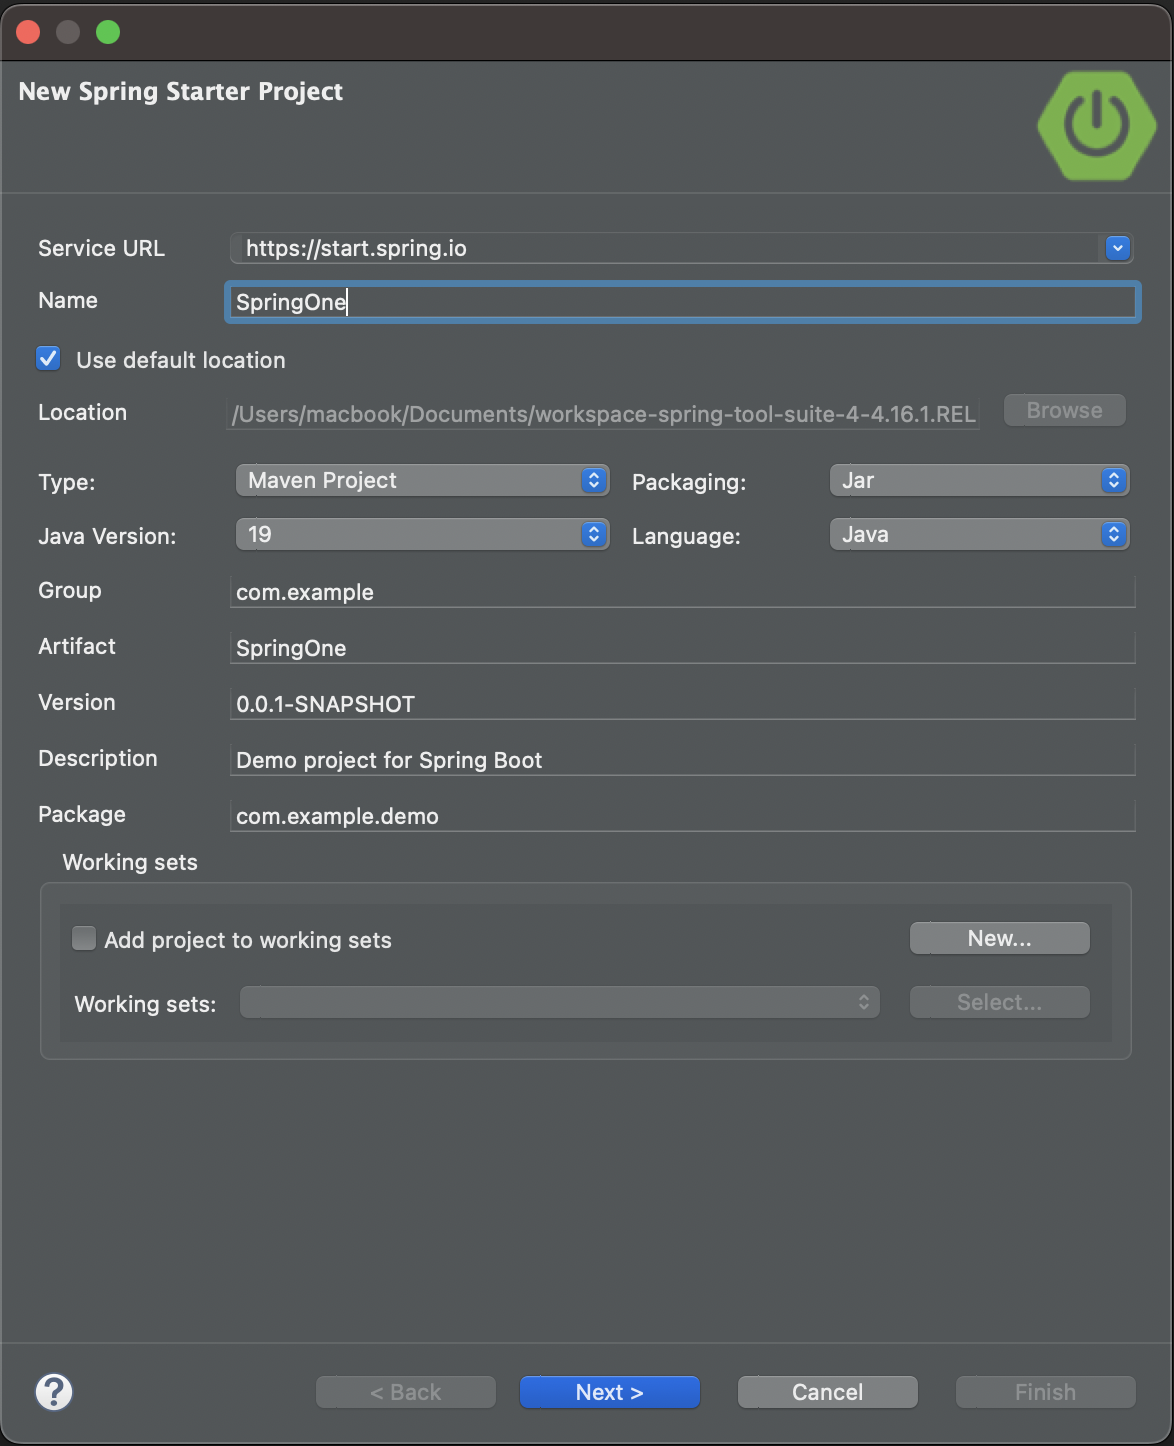 New Spring Starter Project
Service URL https://start.spring.io
Name SpringOne
Use default location
Location /Users/macbook/Documents/workspace-spring-tool-suite-4-4.16.1.REL Browse
Type: Maven Project Packaging: Jar
Java Version: 19 Language: Java
Group com.example
Artifact SpringOne
Version 0.0.1-SNAPSHOT
Description Demo project for Spring Boot
Package com.example.demo
Working sets
Add project to working sets New...
Working sets: Select...
? < Back Next > Cancel Finish